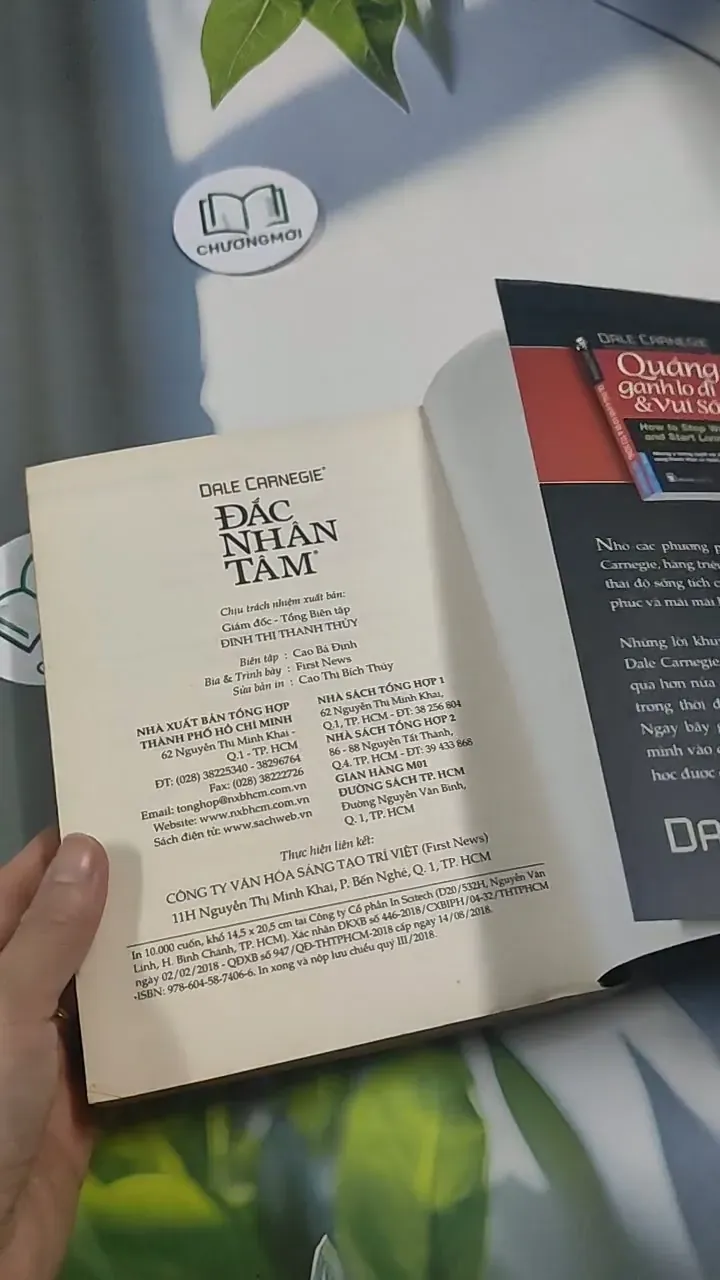 CHƯƠNGMỚI
DALE CARNEGIE
Quẳng
gánh lo đi
& Vui Số
How to Stop W
and Start Livin
DALE CARNEGIE®
ĐẮC
NHÂN
TÂM®
Chịu trách nhiệm xuất bản:
Giám đốc - Tổng Biên tập
ĐINH THỊ THANH THỦY
Biên tập : Cao Bá Định
Bìa & Trình bày : First News
Sửa bản in : Cao Thị Bích Thủy
NHÀ XUẤT BẢN TỔNG HỢP
THÀNH PHỐ HỒ CHÍ MINH
62 Nguyễn Thị Minh Khai -
Q.1 - TP. HCM
ĐT: (028) 38225340 - 38296764
Fax: (028) 38222726
Email: tonghop@nxbhcm.com.vn
Website: www.nxbhcm.com.vn
Sách điện tử: www.sachweb.vn
NHÀ SÁCH TỔNG HỢP 1
62 Nguyễn Thị Minh Khai,
Q.1, TP. HCM - ĐT: 38 256 804
NHÀ SÁCH TỔNG HỢP 2
86 - 88 Nguyễn Tất Thành,
Q.4. TP. HCM - ĐT: 39 433 868
GIAN HÀNG M01
ĐƯỜNG SÁCH TP. HCM
Đường Nguyễn Văn Bình,
Q. 1, TP. HCM
Thực hiện liên kết:
CÔNG TY VĂN HÓA SÁNG TẠO TRÍ VIỆT (First News)
11H Nguyễn Thị Minh Khai, P. Bến Nghé, Q. 1, TP. HCM
In 10.000 cuốn, khổ 14,5 x 20,5 cm tại Công ty Cổ phần In Scitech (D20/532H, Nguyễn Văn
Linh, H. Bình Chánh, TP. HCM). Xác nhận ĐKXB số 446-2018/CXBIPH/04-32/THTPHCM
ngày 02/02/2018 - QĐXB số 947/QĐ-THTPHCM-2018 cấp ngày 14/08/2018.
ISBN: 978-604-58-7406-6. In xong và nộp lưu chiểu quý III/2018.
Nhờ các phương p
Carnegie, hàng triệu
thái độ sống tích c
phục và mãi mãi
Những lời khu
Dale Carnegie,
qua hơn nửa
trong thời đ
Ngay bây g
mình vào
học được
DA